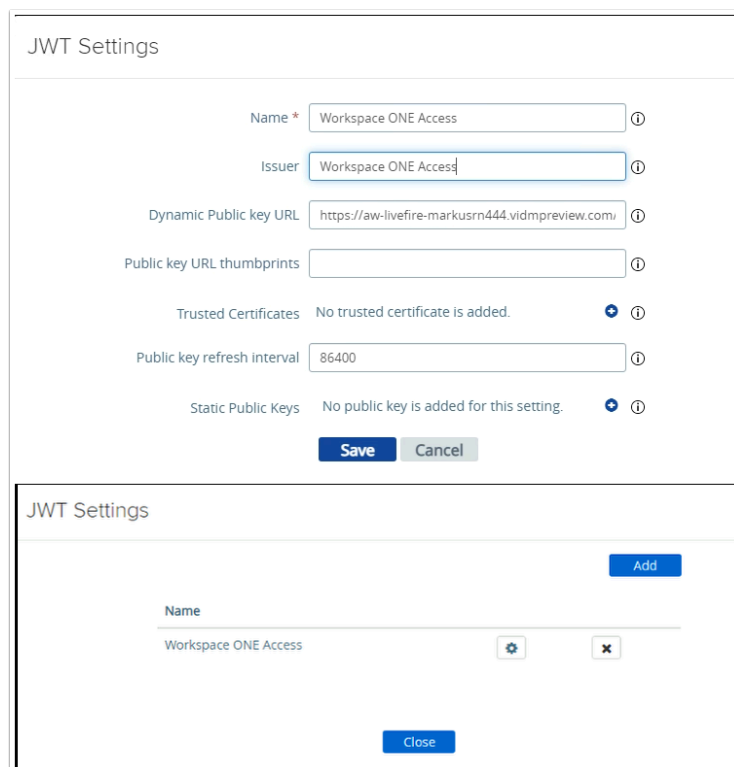 JWT Settings
Name * Workspace ONE Access
Issuer Workspace ONE Access
Dynamic Public key URL https://aw-livefire-markusrn444.vidmpreview.com/
Public key URL thumbprints
Trusted Certificates No trusted certificate is added.
Public key refresh interval 86400
Static Public Keys No public key is added for this setting.
Save Cancel
JWT Settings
Add
Name
Workspace ONE Access
Close